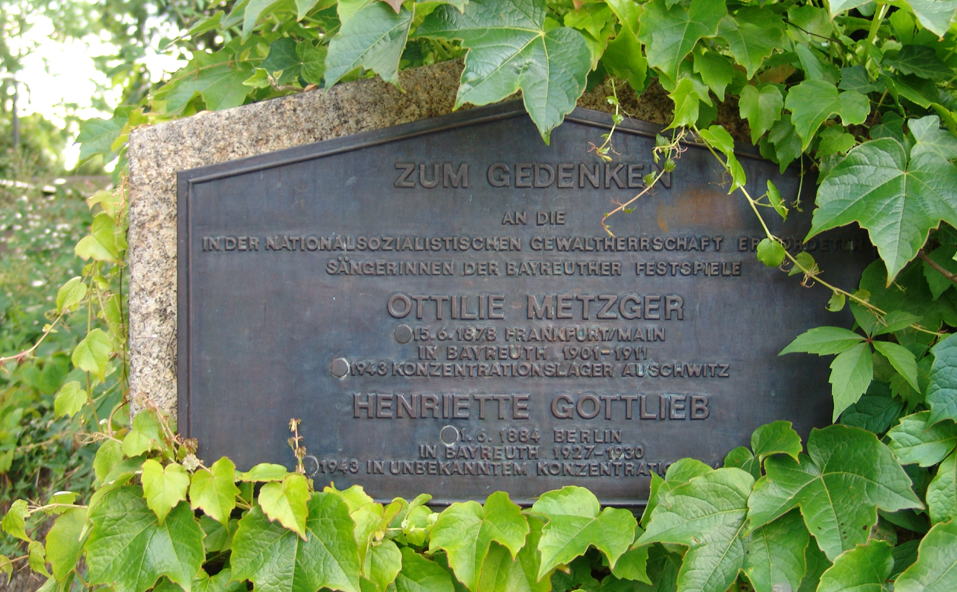 ZUM GEDENKEN
AN DIE
IN DER NATIONALSOZIALISTISCHEN GEWALTHERRSCHAFT
SÄNGERINNEN DER BAYREUTHER FESTSPIELE
OTTILIE METZGER
15.6.1878 FRANKFURT/MAIN
IN BAYREUTH 1901-1911
1943 KONZENTRATIONSLAGER AUSCHWITZ
HENRIETTE GOTTLIEB
1.6.1884 BERLIN
IN BAYREUTH 1927-1930
1943 IN UNBEKANNTEM